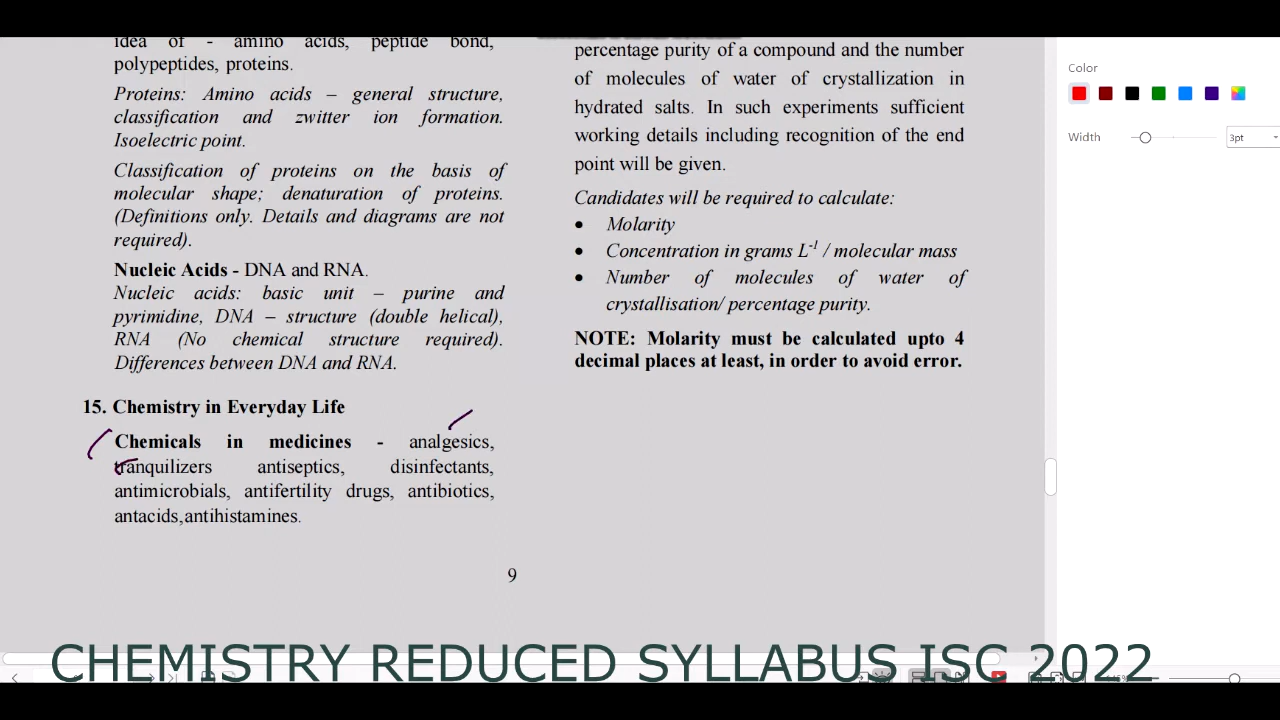 idea of - amino acids, peptide bond,
polypeptides, proteins.
Proteins: Amino acids – general structure,
classification and zwitter ion formation.
Isoelectric point.
Classification of proteins on the basis of
molecular shape; denaturation of proteins.
(Definitions only. Details and diagrams are not
required).
Nucleic Acids - DNA and RNA.
Nucleic acids: basic unit – purine and
pyrimidine, DNA – structure (double helical),
RNA (No chemical structure required).
Differences between DNA and RNA.
15. Chemistry in Everyday Life
Chemicals in medicines - analgesics,
tranquilizers antiseptics, disinfectants,
antimicrobials, antifertility drugs, antibiotics,
antacids,antihistamines.
percentage purity of a compound and the number
of molecules of water of crystallization in
hydrated salts. In such experiments sufficient
working details including recognition of the end
point will be given.
Candidates will be required to calculate:
• Molarity
• Concentration in grams L-1 / molecular mass
• Number of molecules of water of
crystallisation/ percentage purity.
NOTE: Molarity must be calculated upto 4
decimal places at least, in order to avoid error.
9
Color
Width
3pt
CHEMISTRY REDUCED SYLLABUS ISC 2022